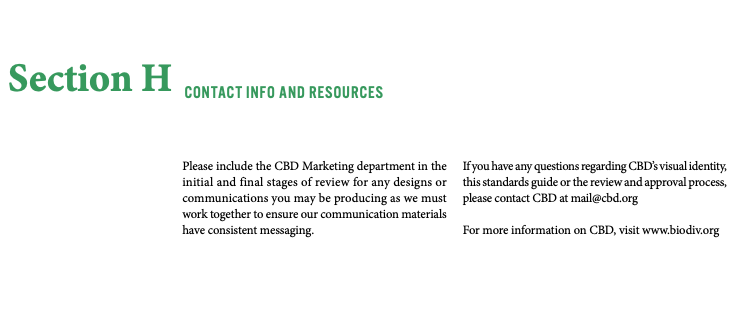 Section H
CONTACT INFO AND RESOURCES
Please include the CBD Marketing department in the
initial and final stages of review for any designs or
communications you may be producing as we must
work together to ensure our communication materials
have consistent messaging.
If you have any questions regarding CBD's visual identity,
this standards guide or the review and approval process,
please contact CBD at mail@cbd.org
For more information on CBD, visit www.biodiv.org